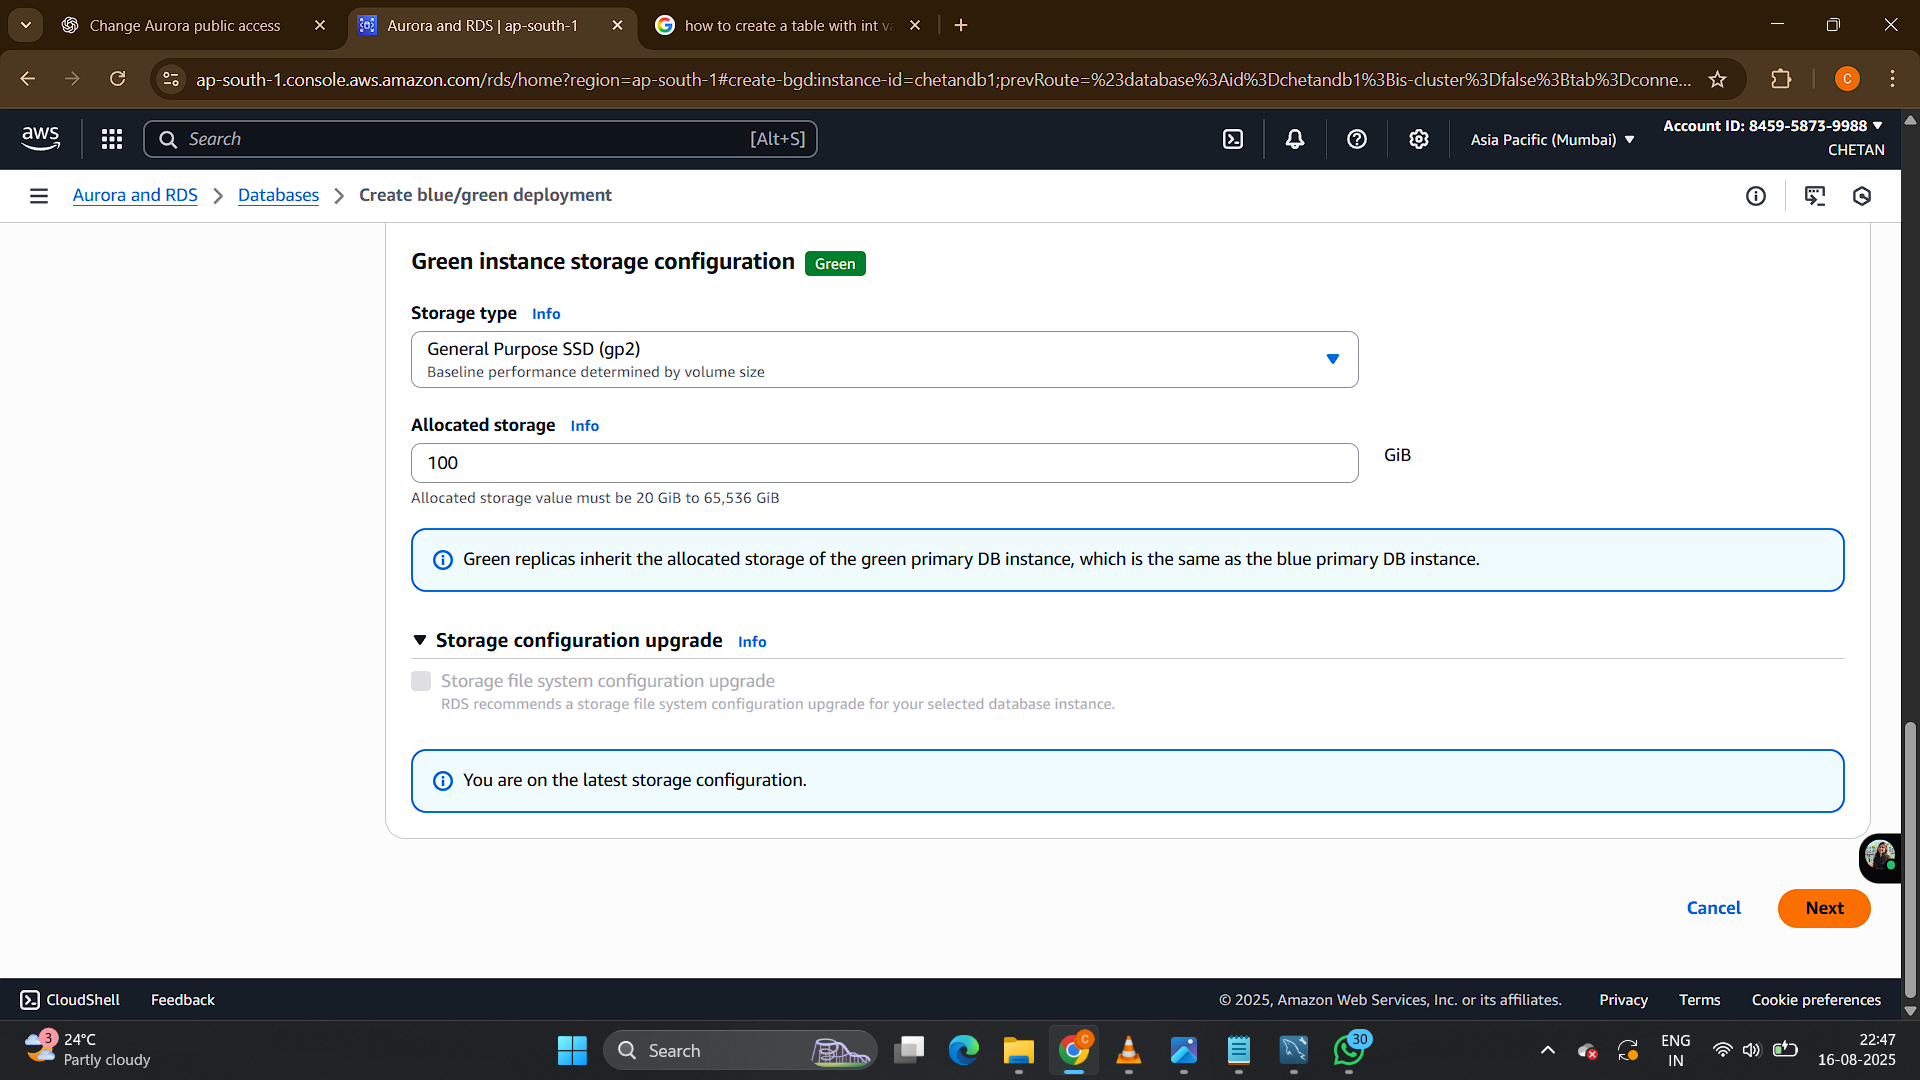 Change Aurora public access
Aurora and RDS | ap-south-1
how to create a table with int va
ap-south-1.console.aws.amazon.com/rds/home?region=ap-south-1#create-bgd:instance-id=chetandb1;prevRoute=%23database%3Aid%3Dchetandb1%3Bis-cluster%3Dfalse%3Btab%3Dconne...
C
aws
Search
[Alt+S]
Asia Pacific (Mumbai)
Account ID: 8459-5873-9988
CHETAN
Aurora and RDS
Databases
Create blue/green deployment
Green instance storage configuration
Green
Storage type
Info
General Purpose SSD (gp2)
Baseline performance determined by volume size
Allocated storage
Info
100
GiB
Allocated storage value must be 20 GiB to 65,536 GiB
Green replicas inherit the allocated storage of the green primary DB instance, which is the same as the blue primary DB instance.
Storage configuration upgrade
Info
Storage file system configuration upgrade
RDS recommends a storage file system configuration upgrade for your selected database instance.
You are on the latest storage configuration.
Cancel
Next
CloudShell
Feedback
© 2025, Amazon Web Services, Inc. or its affiliates.
Privacy
Terms
Cookie preferences
3
24°C
Partly cloudy
Search
C
30
ENG
IN
22:47
16-08-2025